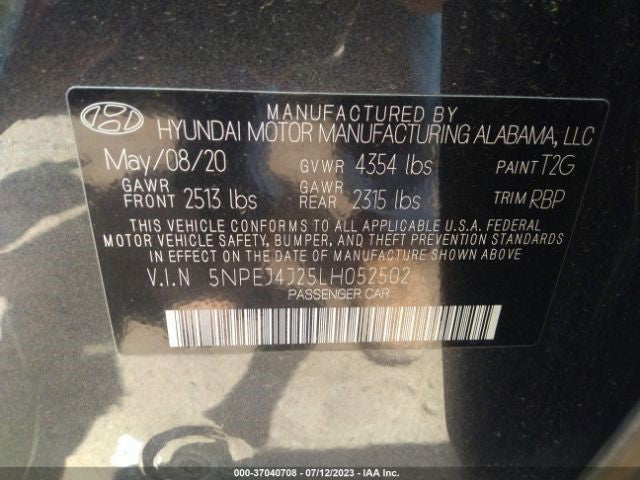 MANUFACTURED BY
HYUNDAI MOTOR MANUFACTURING ALABAMA, LLC
May/08/20 GVWR 4354 lbs PAINT T2G
GAWR FRONT 2513 lbs GAWR REAR 2315 lbs TRIM RBP
THIS VEHICLE CONFORMS TO ALL APPLICABLE U.S.A. FEDERAL
MOTOR VEHICLE SAFETY, BUMPER, AND THEFT PREVENTION STANDARDS
IN EFFECT ON THE DATE OF MANUFACTURE SHOWN ABOVE
V.I.N 5NPEJ4J25LH052502
PASSENGER CAR
000-37040708 - 07/12/2023 - IAA Inc.